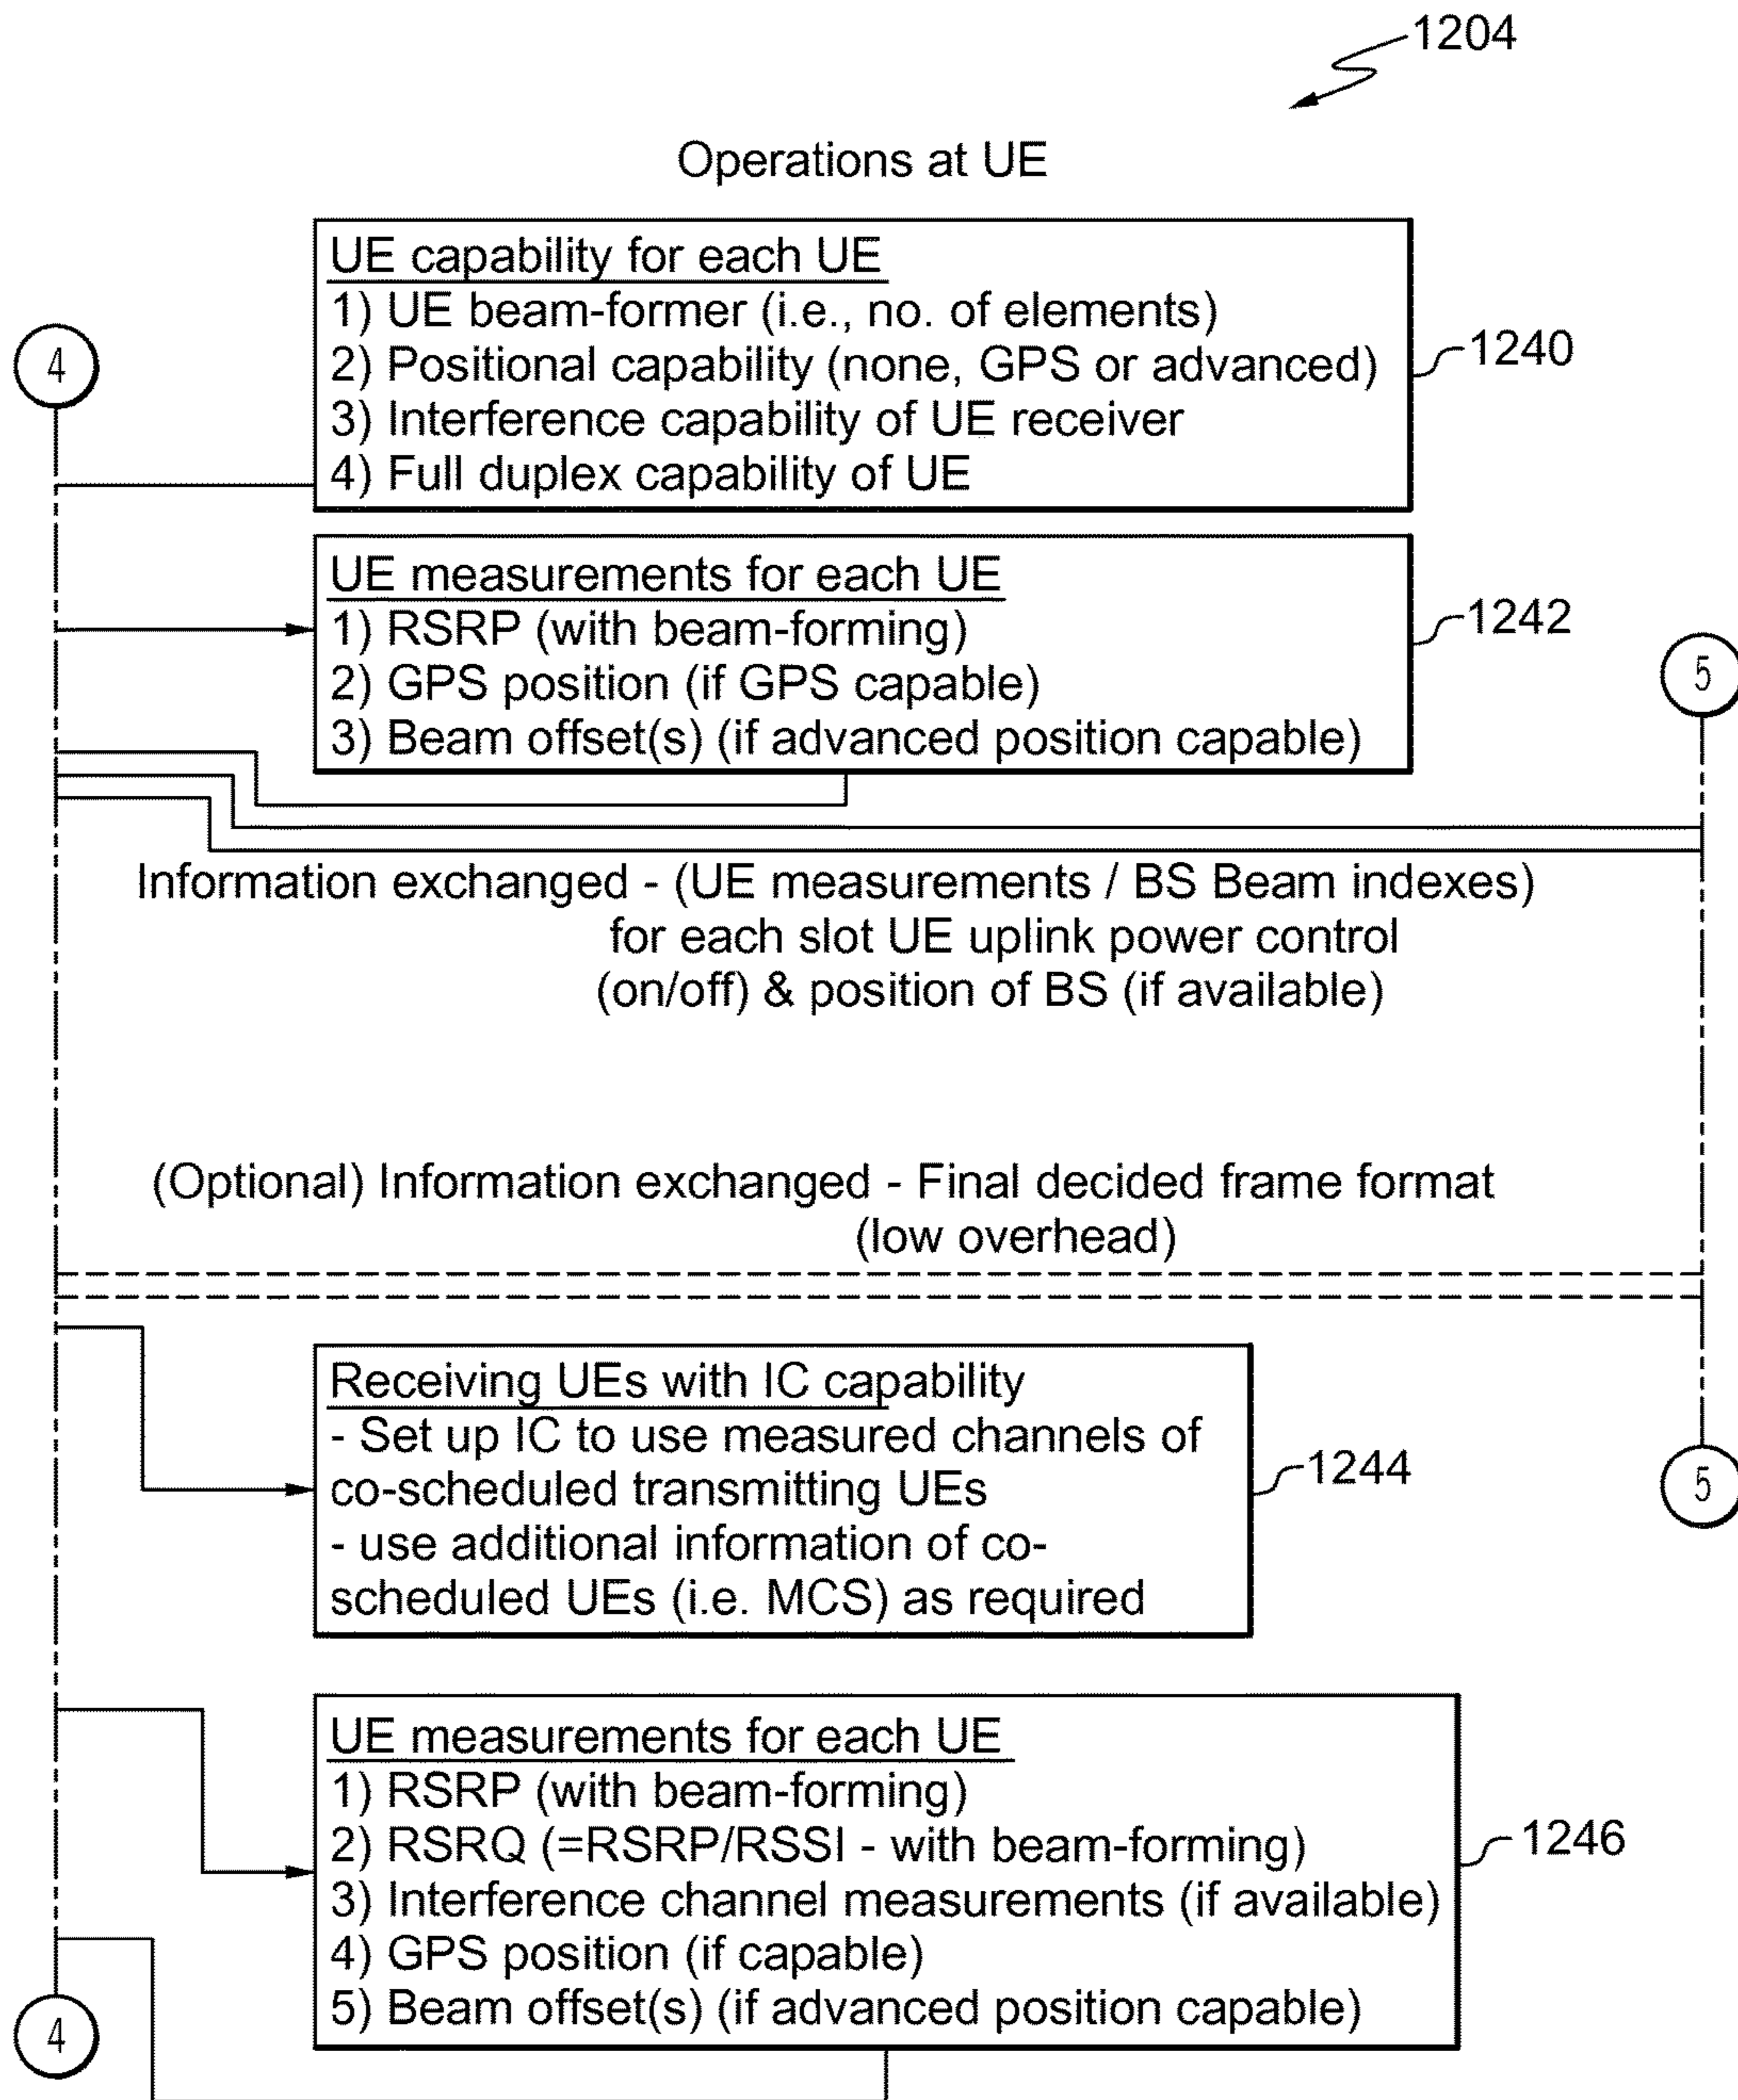 1204
Operations at UE
UE capability for each UE
1) UE beam-former (i.e., no. of elements)
2) Positional capability (none, GPS or advanced)
3) Interference capability of UE receiver
4) Full duplex capability of UE
1240
4
UE measurements for each UE
1) RSRP (with beam-forming)
2) GPS position (if GPS capable)
3) Beam offset(s) (if advanced position capable)
1242
5
Information exchanged - (UE measurements / BS Beam indexes)
for each slot UE uplink power control
(on/off) & position of BS (if available)
(Optional) Information exchanged - Final decided frame format
(low overhead)
Receiving UEs with IC capability
- Set up IC to use measured channels of
co-scheduled transmitting UEs
- use additional information of co-
scheduled UEs (i.e. MCS) as required
1244
5
UE measurements for each UE
1) RSRP (with beam-forming)
2) RSRQ (=RSRP/RSSI - with beam-forming)
3) Interference channel measurements (if available)
4) GPS position (if capable)
5) Beam offset(s) (if advanced position capable)
1246
4